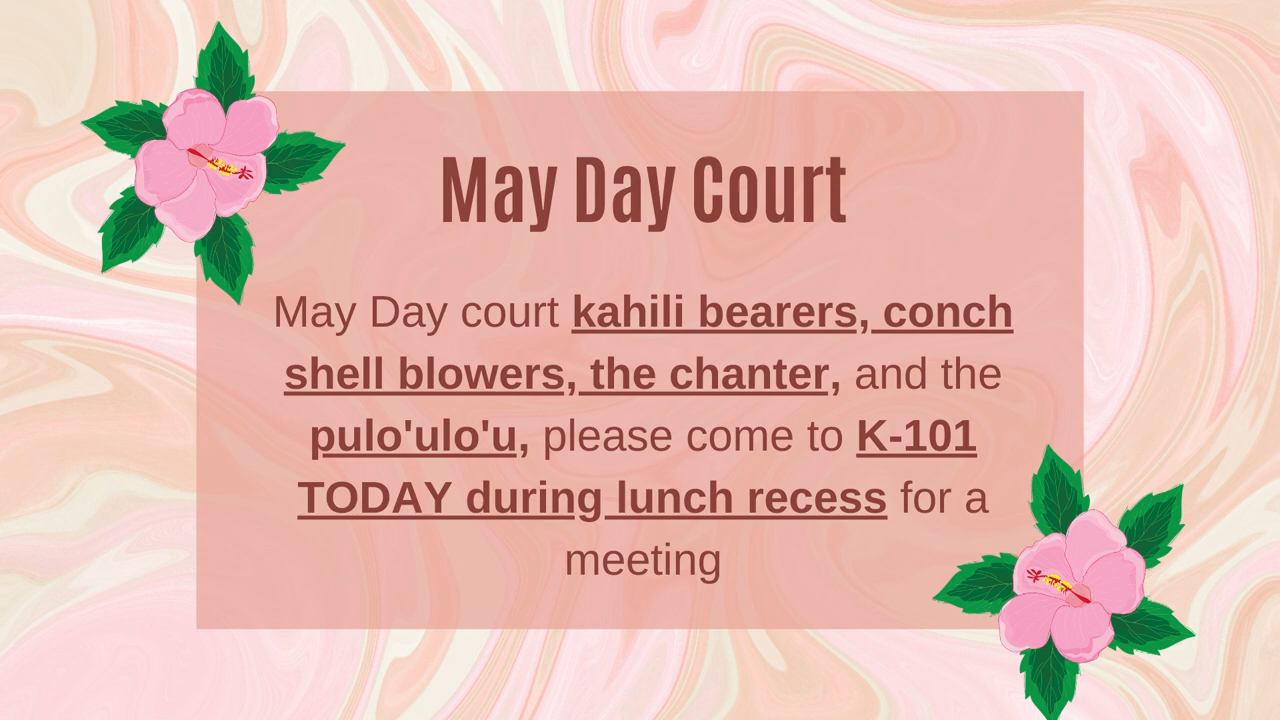 May Day Court
May Day court kahili bearers, conch
shell blowers, the chanter, and the
pulo'ulo'u, please come to K-101
TODAY during lunch recess for a
meeting